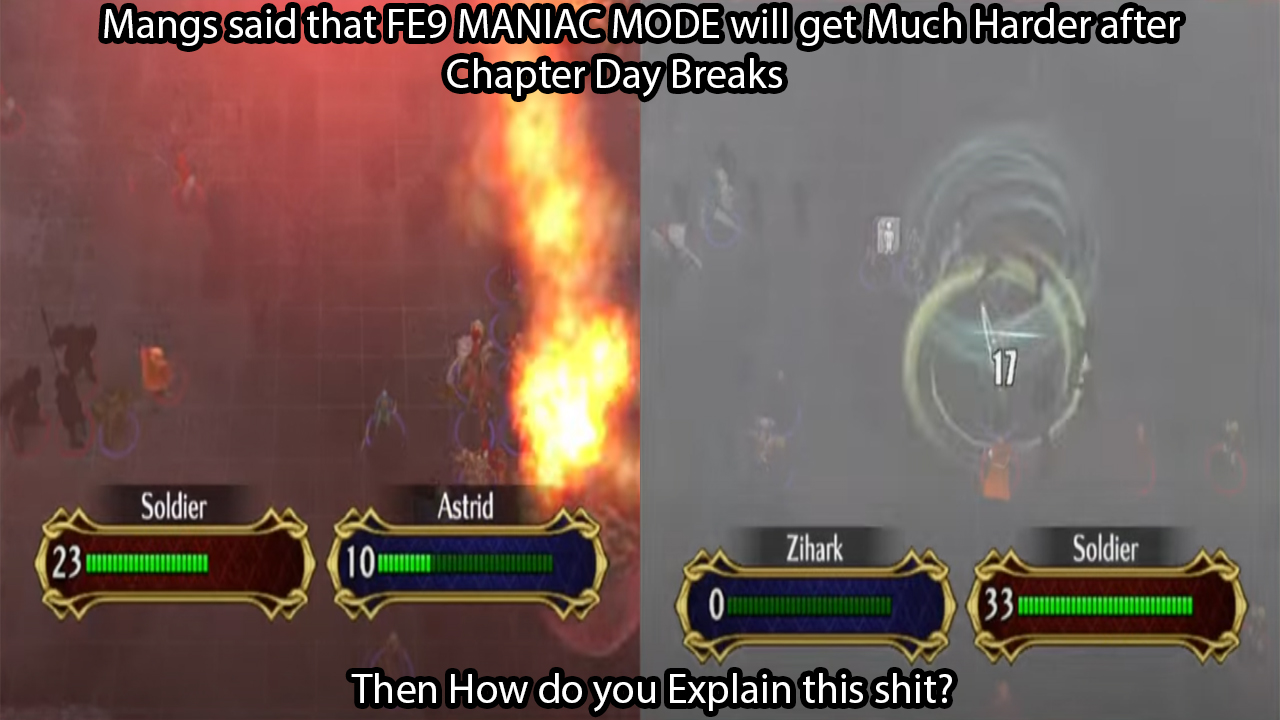 Mangs said that FE9 MANIAC MODE will get Much Harder after
Chapter Day Breaks
17
Soldier
Astrid
23
10
Zihark
Soldier
0
33
Then How do you Explain this shit?